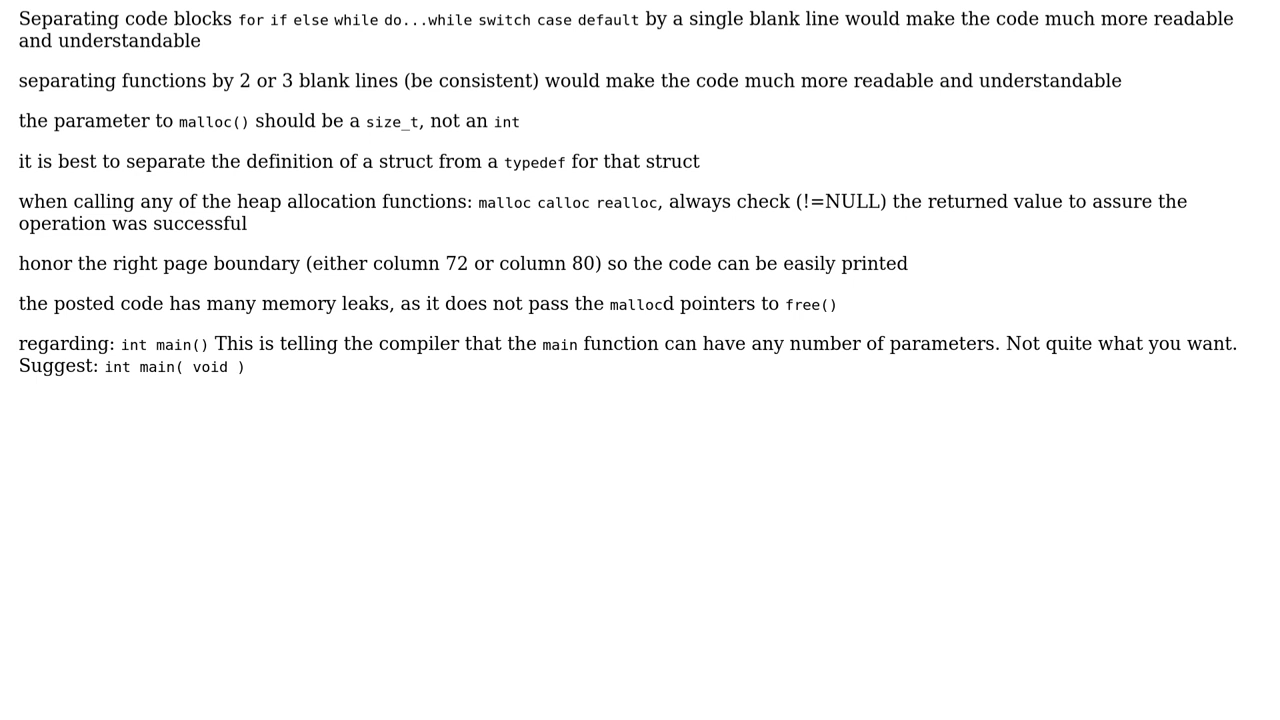 Separating code blocks for if else while do...while switch case default by a single blank line would make the code much more readable
and understandable
separating functions by 2 or 3 blank lines (be consistent) would make the code much more readable and understandable
the parameter to malloc() should be a size_t, not an int
it is best to separate the definition of a struct from a typedef for that struct
when calling any of the heap allocation functions: malloc calloc realloc, always check (!=NULL) the returned value to assure the
operation was successful
honor the right page boundary (either column 72 or column 80) so the code can be easily printed
the posted code has many memory leaks, as it does not pass the mallocd pointers to free()
regarding: int main() This is telling the compiler that the main function can have any number of parameters. Not quite what you want.
Suggest: int main( void )